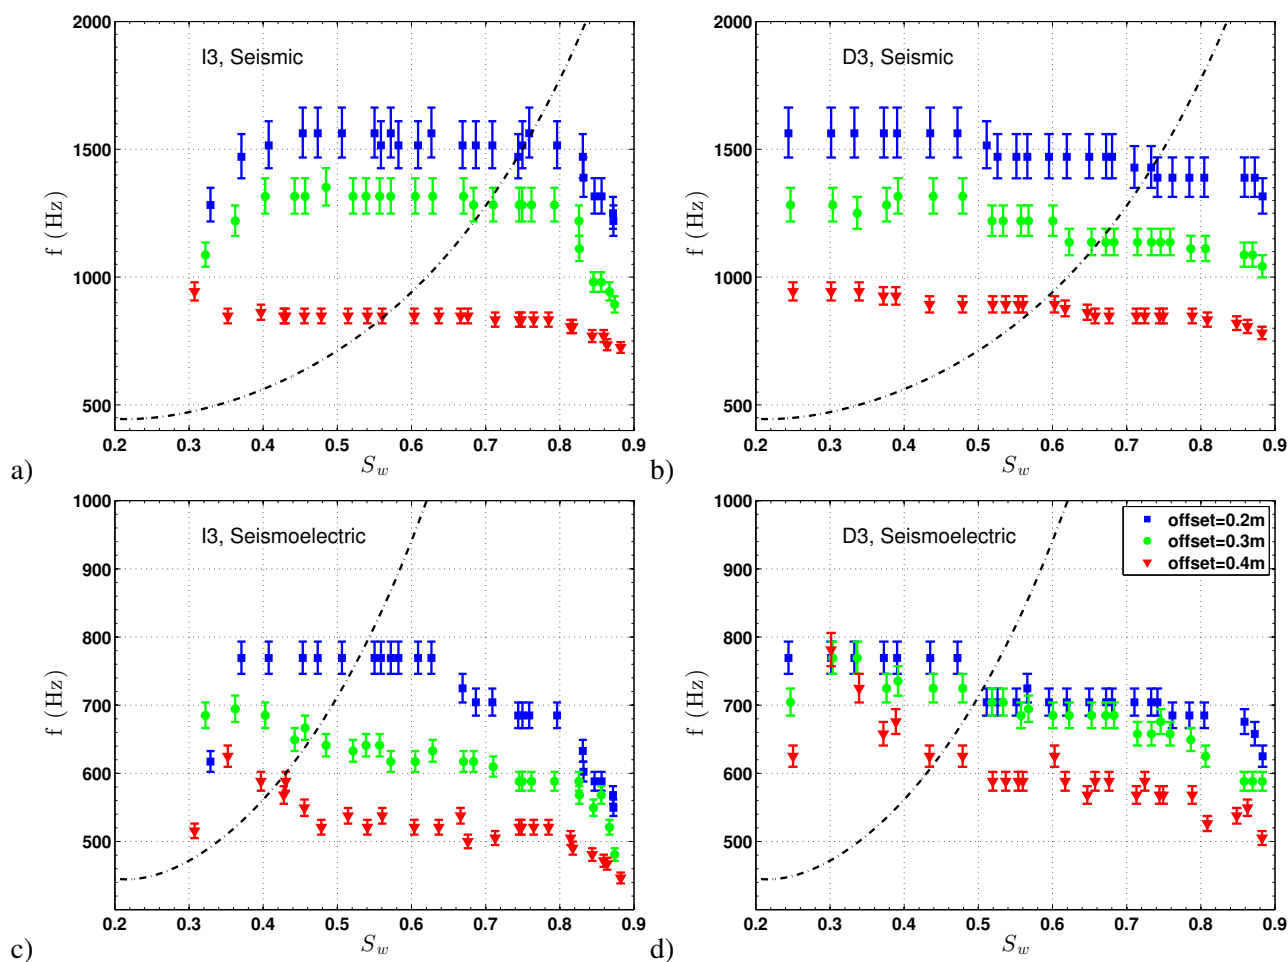 2000
1500
1000
500
f (Hz)
I3, Seismic
0.2 0.3 0.4 0.5 0.6 0.7 0.8 0.9
S_w
a)
2000
1500
1000
500
f (Hz)
D3, Seismic
0.2 0.3 0.4 0.5 0.6 0.7 0.8 0.9
S_w
b)
1000
900
800
700
600
500
f (Hz)
I3, Seismoelectric
0.2 0.3 0.4 0.5 0.6 0.7 0.8 0.9
S_w
c)
1000
900
800
700
600
500
f (Hz)
D3, Seismoelectric
offset=0.2m
offset=0.3m
offset=0.4m
0.2 0.3 0.4 0.5 0.6 0.7 0.8 0.9
S_w
d)